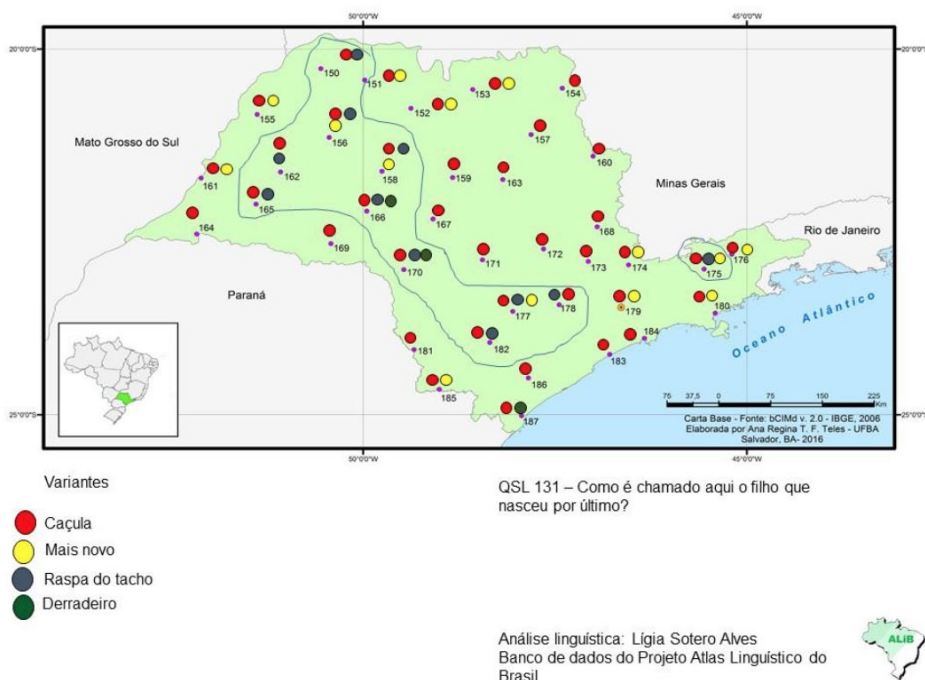 50°0'0"W
45°0'0"W
20°0'0"S
20°0'0"S
150
151
152
153
154
155
156
157
158
159
160
161
162
163
164
165
166
167
168
169
170
171
172
173
174
175
176
177
178
179
180
181
182
183
184
185
186
187
Mato Grosso do Sul
Minas Gerais
Rio de Janeiro
Paraná
Oceano Atlântico
25°0'0"S
25°0'0"S
75 37,5 0 75 150 225
Km
Carta Base - Fonte: bCIMd v. 2.0 - IBGE, 2006
Elaborada por Ana Regina T. F. Teles - UFBA
Salvador, BA- 2016
50°0'0"W
45°0'0"W
Variantes
Caçula
Mais novo
Raspa do tacho
Derradeiro
QSL 131 – Como é chamado aqui o filho que
nasceu por último?
Análise linguística: Lígia Sotero Alves
Banco de dados do Projeto Atlas Linguístico do
Brasil
ALiB